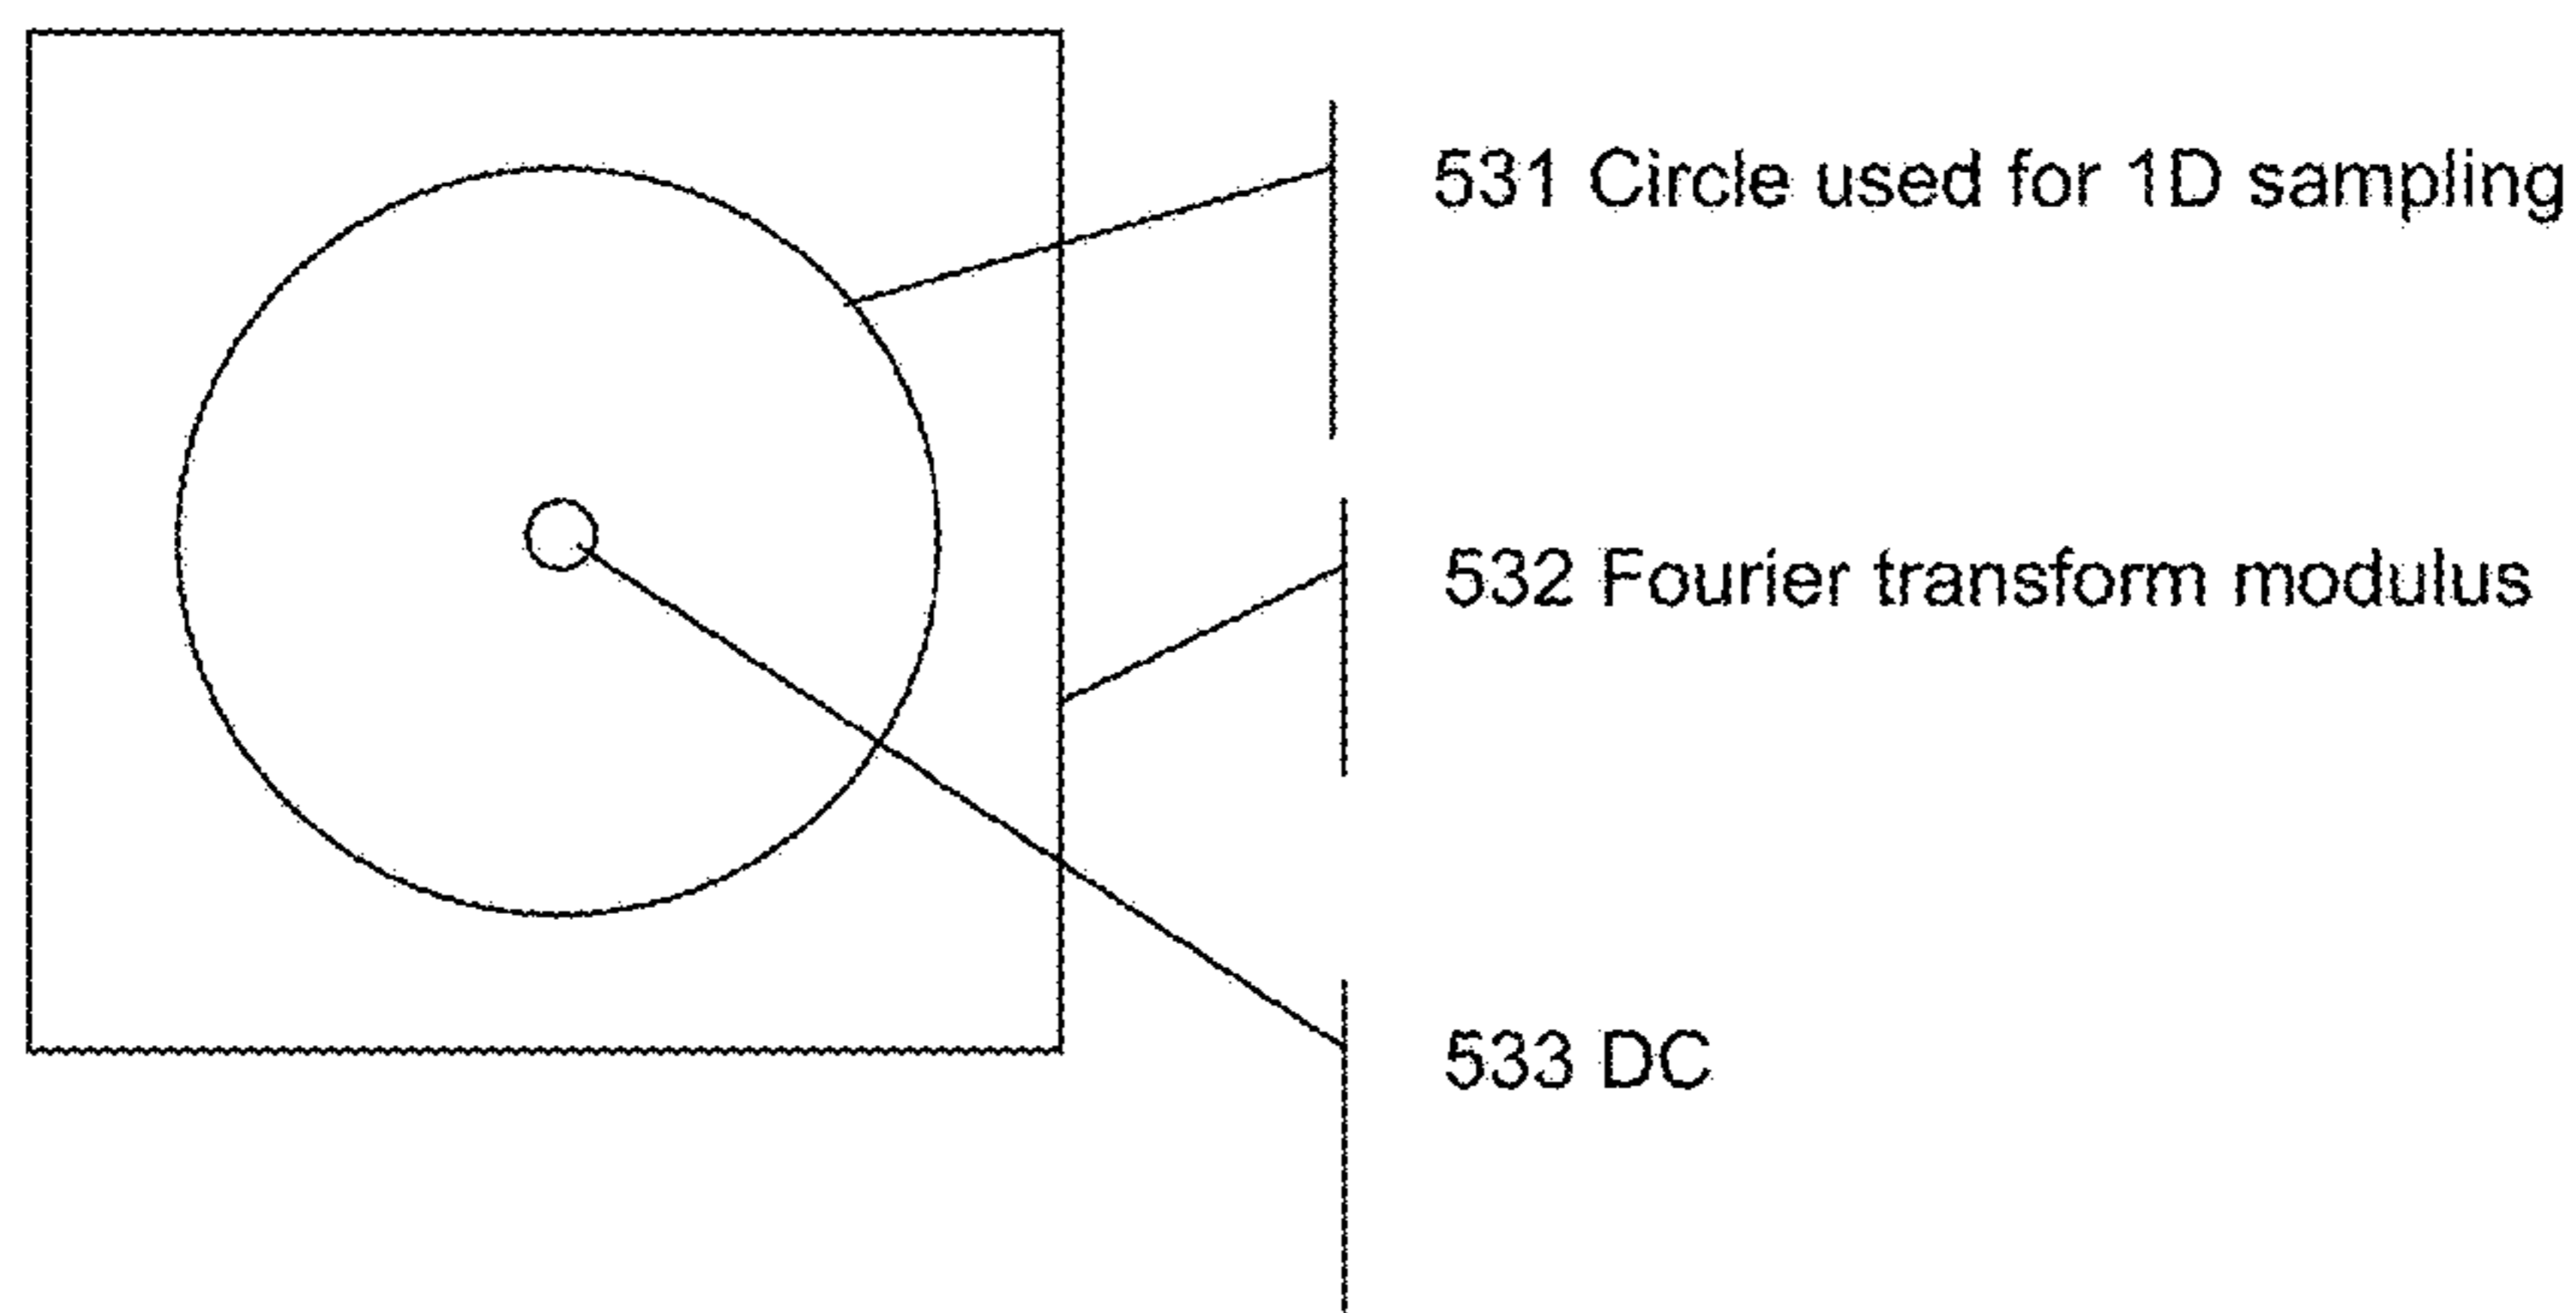 531 Circle used for 1D sampling
532 Fourier transform modulus
533 DC